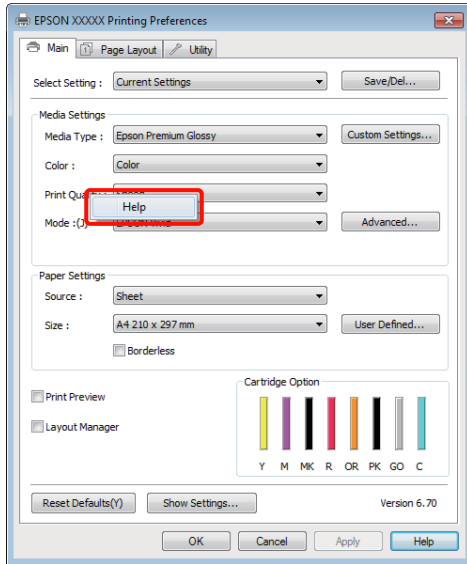 EPSON XXXXX Printing Preferences
Main Page Layout Utility
Select Setting : Current Settings Save/Del...
Media Settings
Media Type : Epson Premium Glossy Custom Settings...
Color : Color
Print Qua
Help
Mode :(J) Advanced...
Paper Settings
Source : Sheet
Size : A4 210 x 297 mm User Defined...
Borderless
Print Preview
Layout Manager
Cartridge Option
Y M MK R OR PK GO C
Reset Defaults(Y) Show Settings... Version 6.70
OK Cancel Apply Help